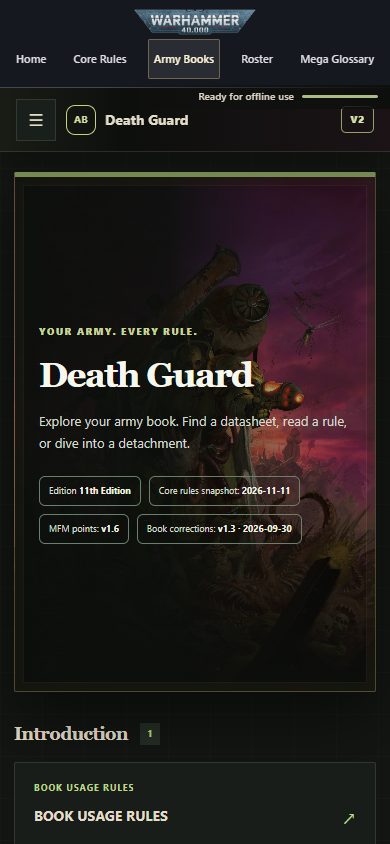 WARHAMMER
40,000
Home Core Rules Army Books Roster Mega Glossary
Ready for offline use
AB Death Guard V2
YOUR ARMY. EVERY RULE.
Death Guard
Explore your army book. Find a datasheet, read a rule,
or dive into a detachment.
Edition 11th Edition Core rules snapshot: 2026-11-11
MFM points: v1.6 Book corrections: v1.3 · 2026-09-30
Introduction 1
BOOK USAGE RULES
BOOK USAGE RULES